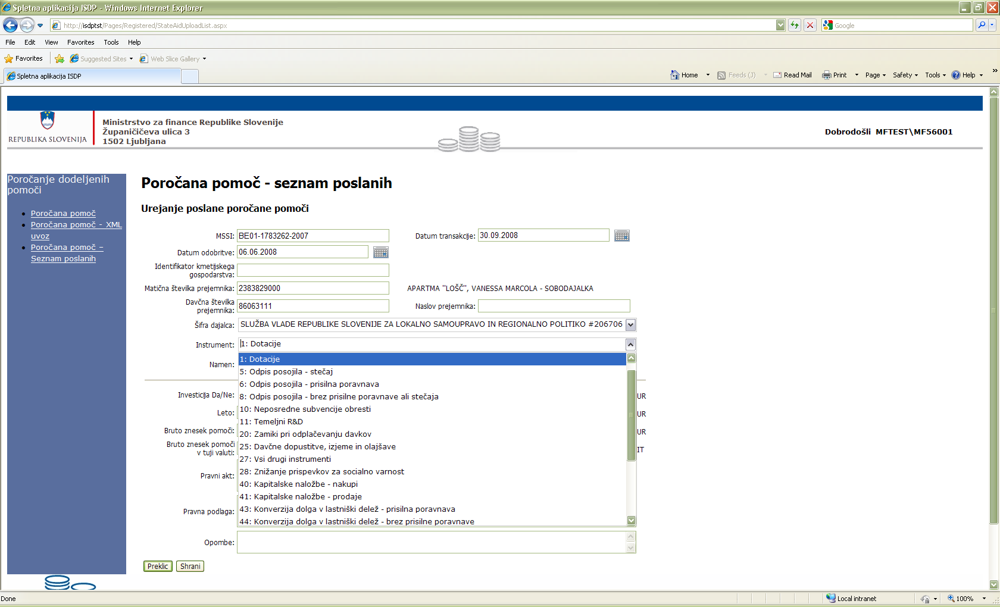 Spletna aplikacija ISDP - Windows Internet Explorer
http://isdptst/Pages/Registered/StateAidUploadList.aspx
Google
File Edit View Favorites Tools Help
Favorites Suggested Sites Web Slice Gallery
Spletna aplikacija ISDP
Home Feeds (J) Read Mail Print Page Safety Tools Help »
REPUBLIKA SLOVENIJA
Ministrstvo za finance Republike Slovenije
Župančičeva ulica 3
1502 Ljubljana
Dobrodošli MFTEST\MF56001
Poročanje dodeljenih
pomoči
Poročana pomoč
Poročana pomoč - XML
uvoz
Poročana pomoč -
Seznam poslanih
Poročana pomoč - seznam poslanih
Urejanje poslane poročane pomoči
MSSI: BE01-1783262-2007 Datum transakcije: 30.09.2008
Datum odobritve: 06.06.2008
Identifikator kmetijskega
gospodarstva:
Matična številka prejemnika: 2383829000 APARTMA "LOŠČ", VANESSA MARCOLA - SOBODAJALKA
Davčna številka
prejemnika: 86063111 Naslov prejemnika:
Šifra dajalca: SLUŽBA VLADE REPUBLIKE SLOVENIJE ZA LOKALNO SAMOUPRAVO IN REGIONALNO POLITIKO #206706
Instrument: 1: Dotacije
Namen: 1: Dotacije
5: Odpis posojila - stečaj
6: Odpis posojila - prisilna poravnava
Investicija Da/Ne: 8: Odpis posojila - brez prisilne poravnave ali stečaja UR
Leto: 10: Neposredne subvencije obresti UR
11: Temeljni R&D
Bruto znesek pomoči: 20: Zamiki pri odplačevanju davkov UR
Bruto znesek pomoči
v tuji valuti: 25: Davčne dopustitve, izjeme in olajšave IT
27: Vsi drugi instrumenti
Pravni akt: 28: Znižanje prispevkov za socialno varnost
40: Kapitalske naložbe - nakupi
41: Kapitalske naložbe - prodaje
Pravna podlaga: 43: Konverzija dolga v lastniški delež - prisilna poravnava
44: Konverzija dolga v lastniški delež - brez prisilne poravnave
Opombe:
Preklic Shrani
Done Local intranet 100%